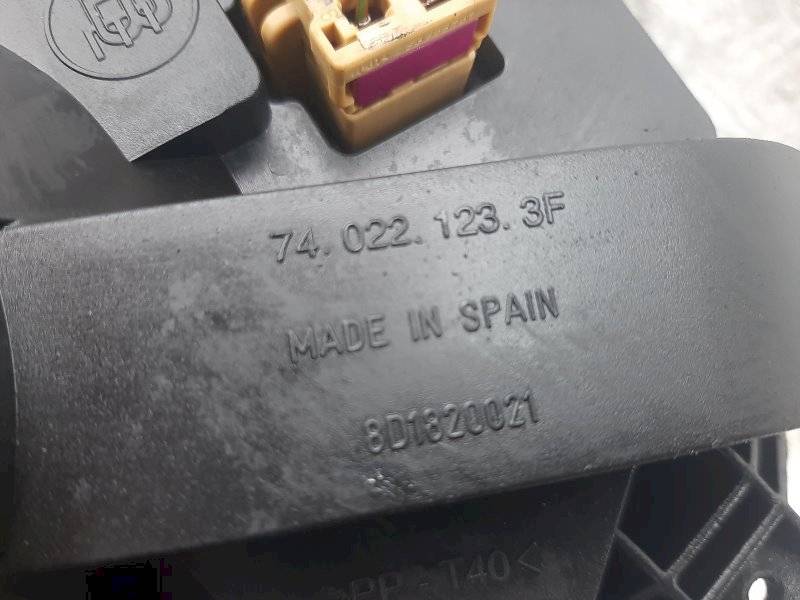 74.022.123.3F
MADE IN SPAIN
8D1820021
PP-T40<